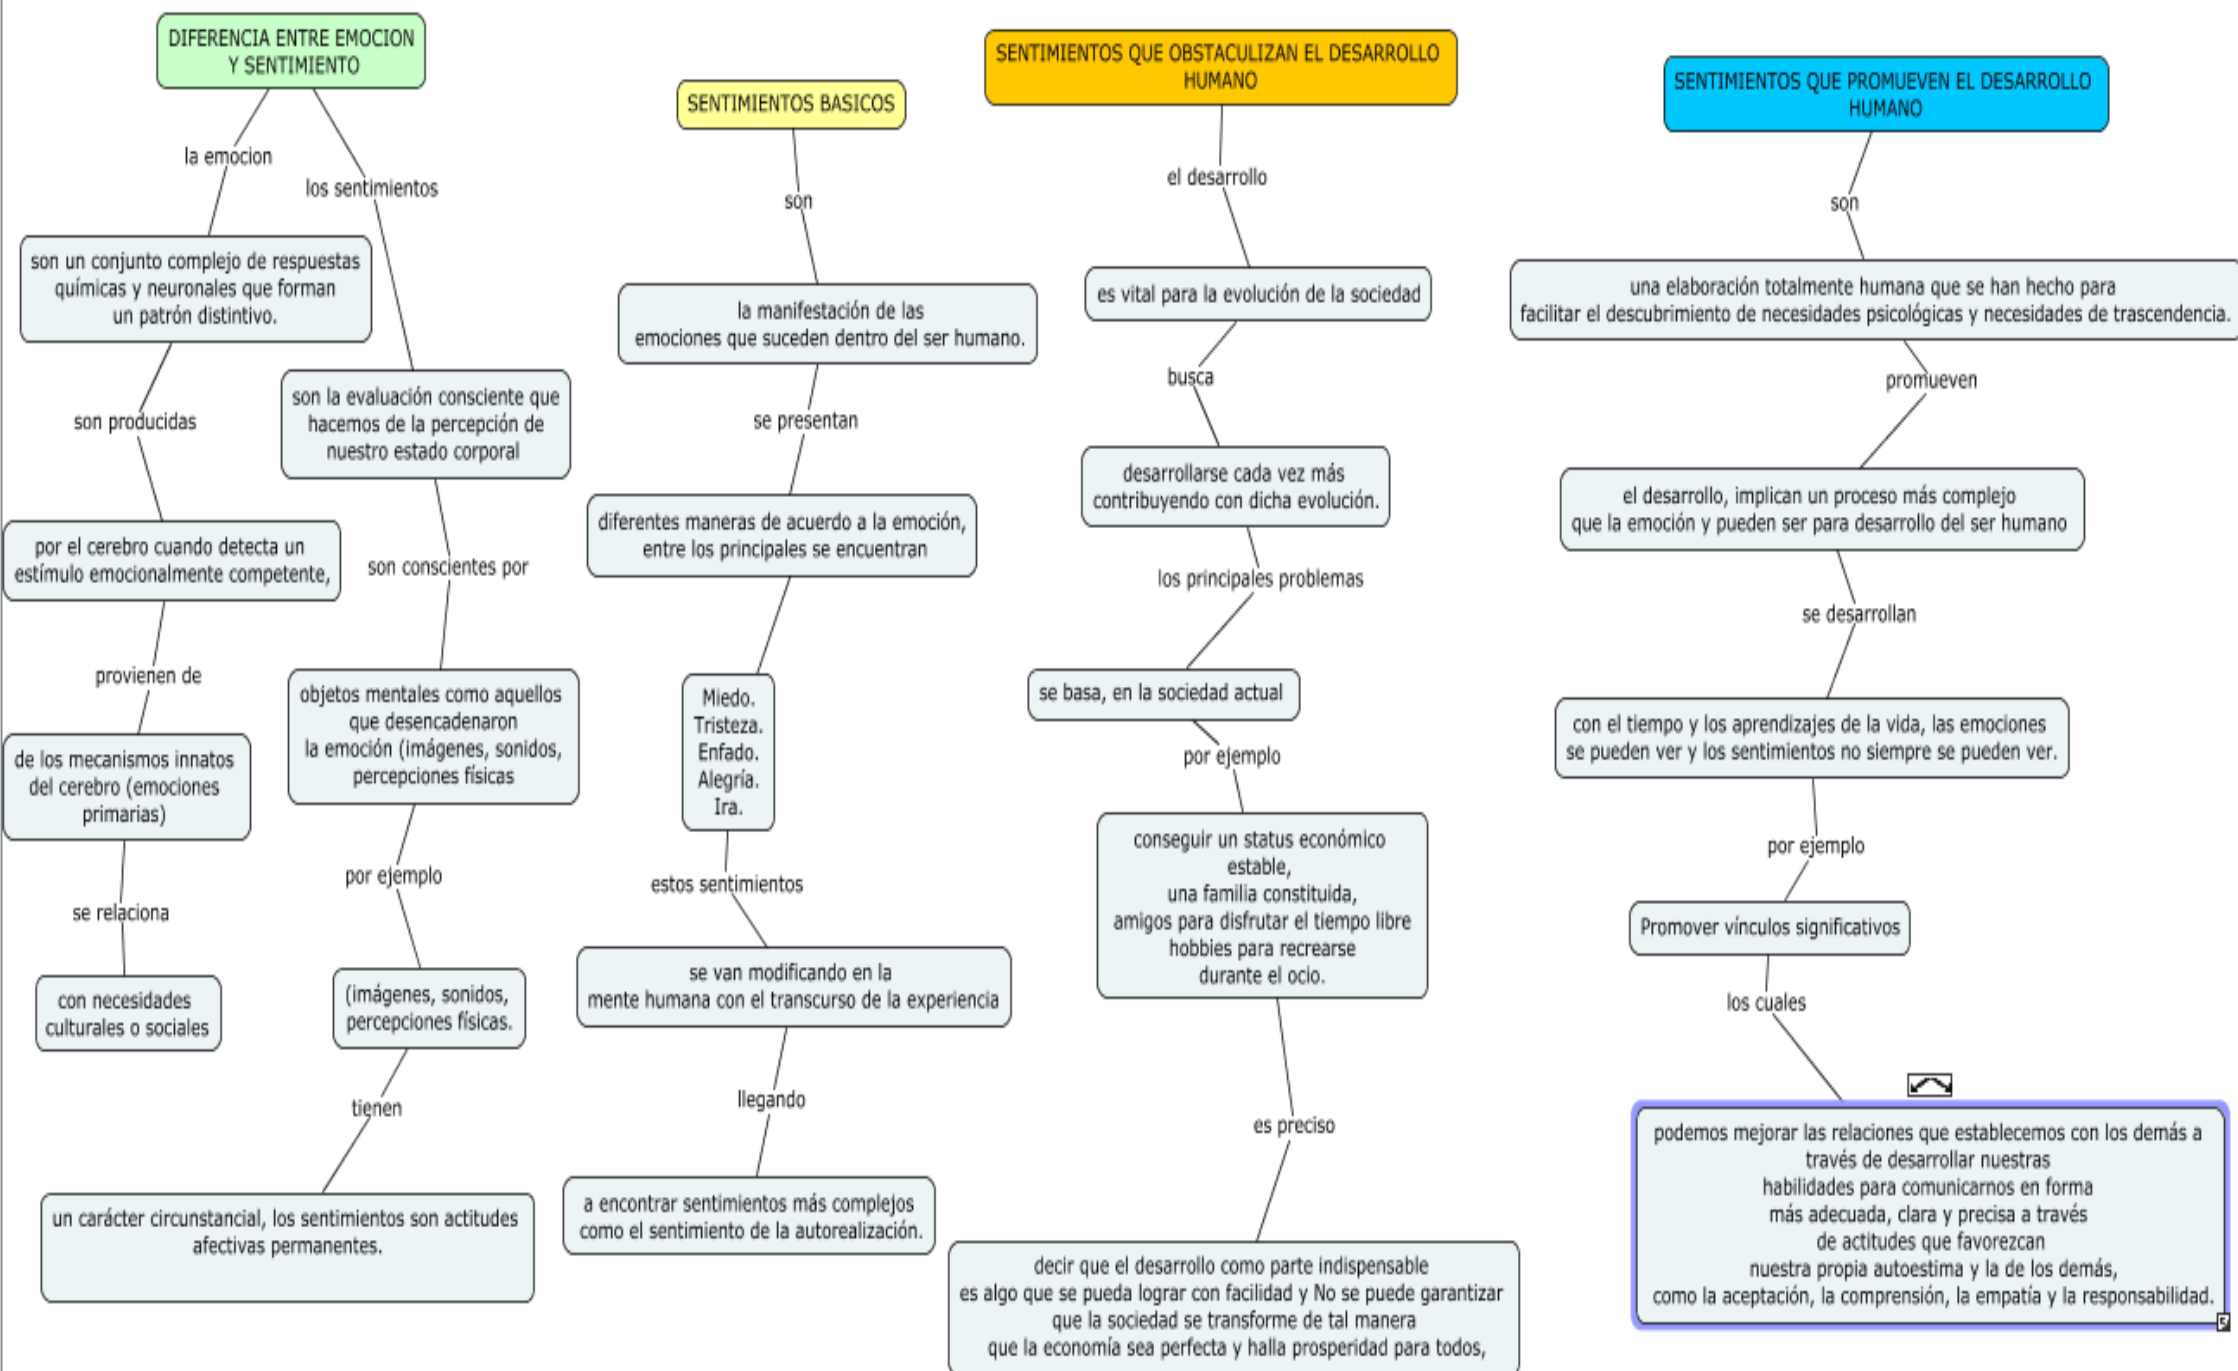 DIFERENCIA ENTRE EMOCION
Y SENTIMIENTO
la emocion
son un conjunto complejo de respuestas
químicas y neuronales que forman
un patrón distintivo.
son producidas
por el cerebro cuando detecta un
estímulo emocionalmente competente,
provienen de
de los mecanismos innatos
del cerebro (emociones
primarias)
se relaciona
con necesidades
culturales o sociales
los sentimientos
son la evaluación consciente que
hacemos de la percepción de
nuestro estado corporal
son conscientes por
objetos mentales como aquellos
que desencadenaron
la emoción (imágenes, sonidos,
percepciones físicas
por ejemplo
(imágenes, sonidos,
percepciones físicas.
tienen
un carácter circunstancial, los sentimientos son actitudes
afectivas permanentes.
SENTIMIENTOS BASICOS
son
la manifestación de las
emociones que suceden dentro del ser humano.
se presentan
diferentes maneras de acuerdo a la emoción,
entre los principales se encuentran
Miedo.
Tristeza.
Enfado.
Alegría.
Ira.
estos sentimientos
se van modificando en la
mente humana con el transcurso de la experiencia
llegando
a encontrar sentimientos más complejos
como el sentimiento de la autorealización.
SENTIMIENTOS QUE OBSTACULIZAN EL DESARROLLO
HUMANO
el desarrollo
es vital para la evolución de la sociedad
busca
desarrollarse cada vez más
contribuyendo con dicha evolución.
los principales problemas
se basa, en la sociedad actual
por ejemplo
conseguir un status económico
estable,
una familia constituida,
amigos para disfrutar el tiempo libre
hobbies para recrearse
durante el ocio.
es preciso
decir que el desarrollo como parte indispensable
es algo que se pueda lograr con facilidad y No se puede garantizar
que la sociedad se transforme de tal manera
que la economía sea perfecta y halla prosperidad para todos,
SENTIMIENTOS QUE PROMUEVEN EL DESARROLLO
HUMANO
son
una elaboración totalmente humana que se han hecho para
facilitar el descubrimiento de necesidades psicológicas y necesidades de trascendencia.
promueven
el desarrollo, implican un proceso más complejo
que la emoción y pueden ser para desarrollo del ser humano
se desarrollan
con el tiempo y los aprendizajes de la vida, las emociones
se pueden ver y los sentimientos no siempre se pueden ver.
por ejemplo
Promover vínculos significativos
los cuales
podemos mejorar las relaciones que establecemos con los demás a
través de desarrollar nuestras
habilidades para comunicarnos en forma
más adecuada, clara y precisa a través
de actitudes que favorezcan
nuestra propia autoestima y la de los demás,
como la aceptación, la comprensión, la empatía y la responsabilidad.